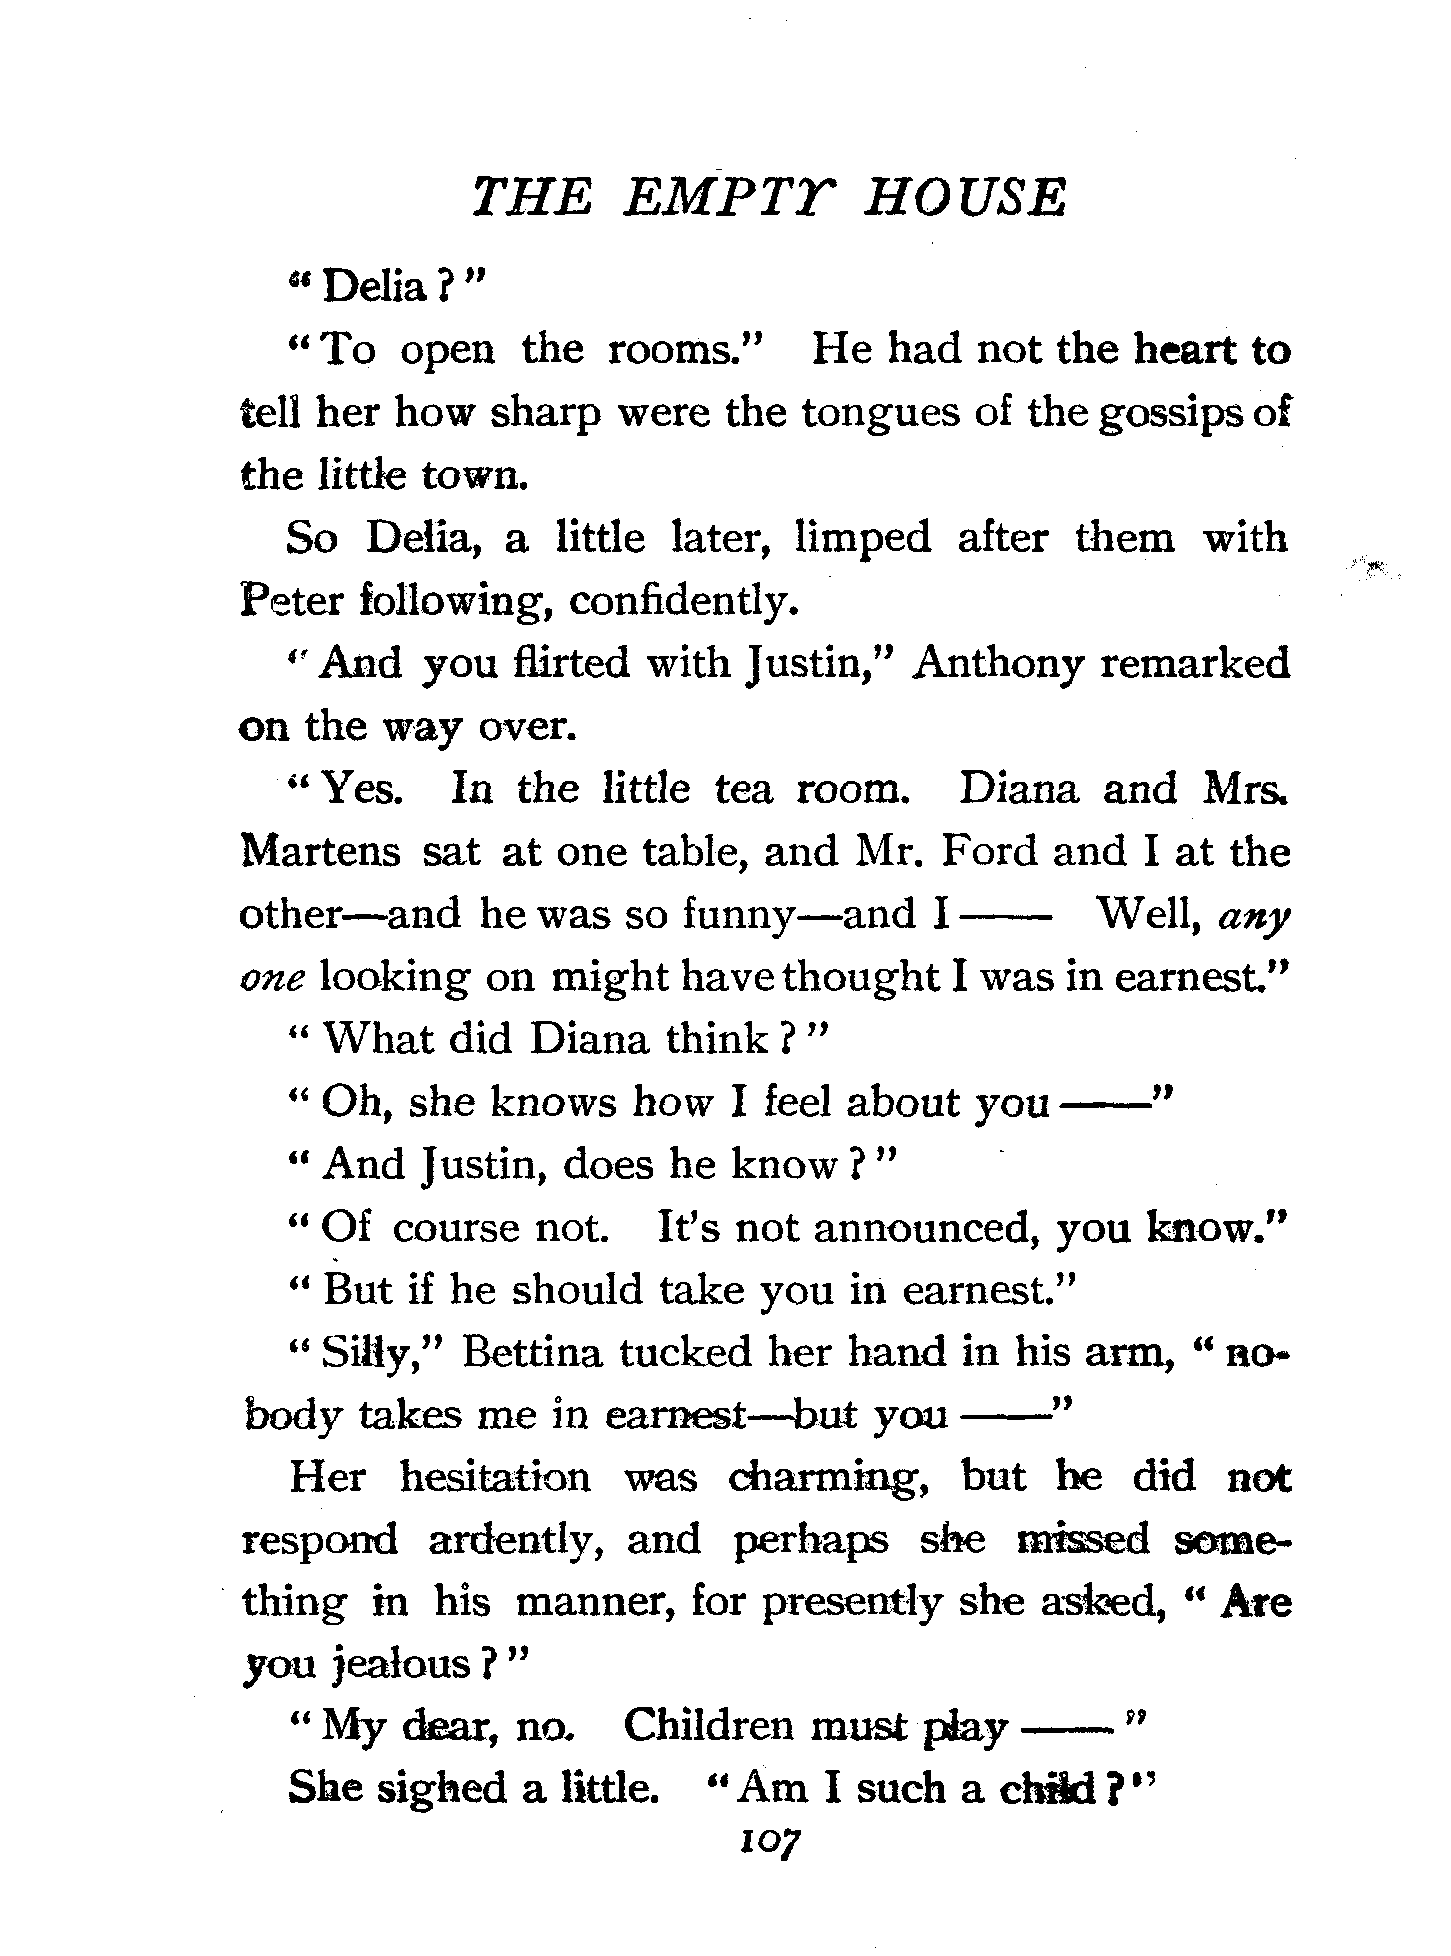 THE EMPTY HOUSE
“ Delia ? ”
“ To open the rooms.” He had not the heart to
tell her how sharp were the tongues of the gossips of
the little town.
So Delia, a little later, limped after them with
Peter following, confidently.
“ And you flirted with Justin,” Anthony remarked
on the way over.
“ Yes. In the little tea room. Diana and Mrs.
Martens sat at one table, and Mr. Ford and I at the
other—and he was so funny—and I —— Well, any
one looking on might have thought I was in earnest.”
“ What did Diana think ? ”
“ Oh, she knows how I feel about you ——”
“ And Justin, does he know ? ”
“ Of course not. It’s not announced, you know.”
“ But if he should take you in earnest.”
“ Silly,” Bettina tucked her hand in his arm, “ no-
body takes me in earnest—but you ——”
Her hesitation was charming, but he did not
respond ardently, and perhaps she missed some-
thing in his manner, for presently she asked, “ Are
you jealous ? ”
“ My dear, no. Children must play —— ”
She sighed a little. “ Am I such a child ? ”
107